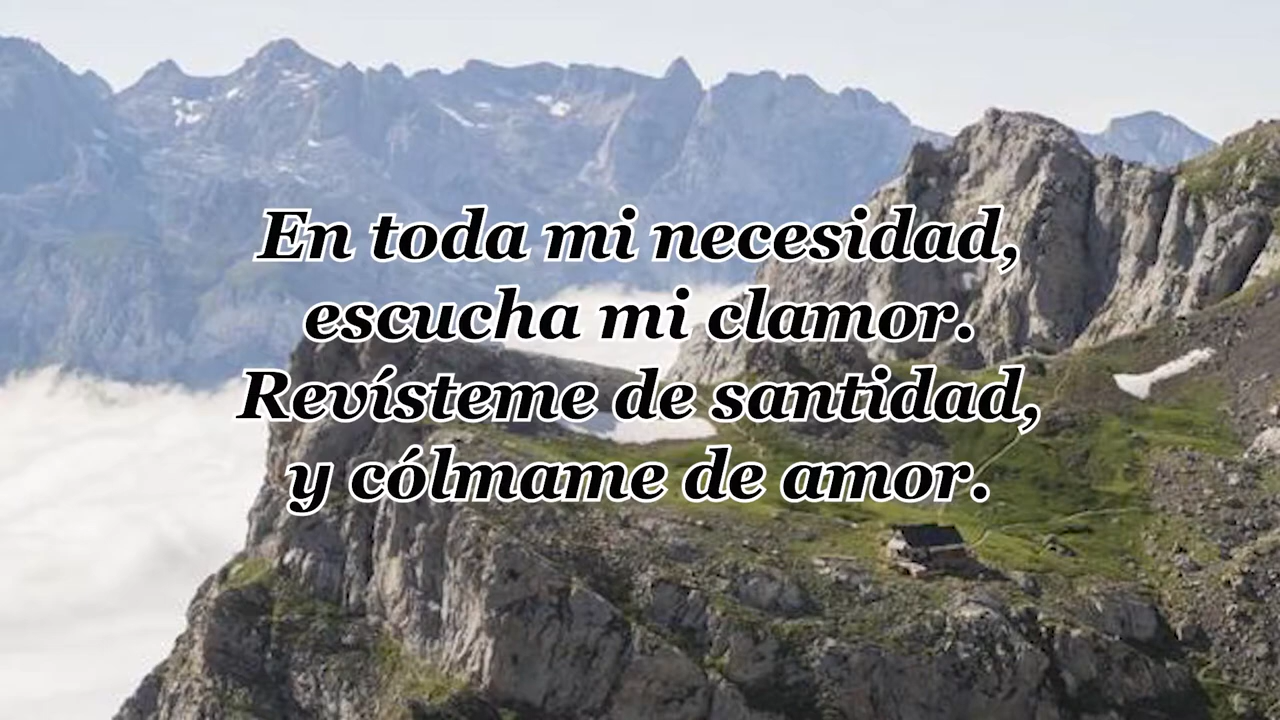 En toda mi necesidad,
escucha mi clamor.
Revísteme de santidad,
y cólmame de amor.